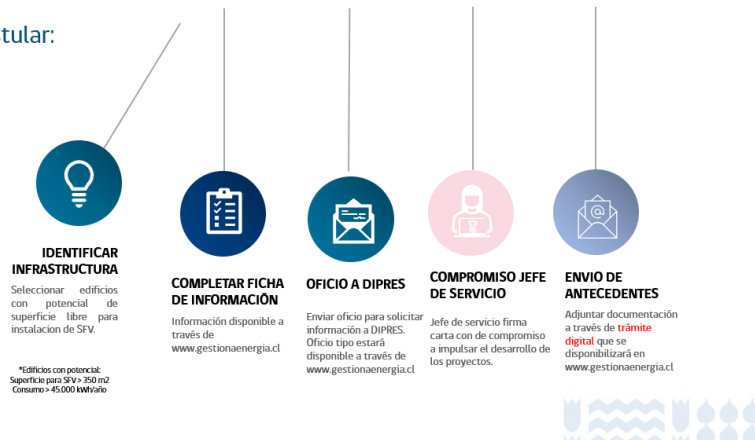 stular:
IDENTIFICAR
INFRASTRUCTURA
Seleccionar edificios
con potencial de
superficie libre para
instalacion de SFV.
*Edificios con potencial:
Superficie para SFV > 350 m2
Consumo > 45.000 kWh/año
COMPLETAR FICHA
DE INFORMACIÓN
Información disponible a
través de
www.gestionaenergia.cl
OFICIO A DIPRES
Enviar oficio para solicitar
información a DIPRES.
Oficio tipo estará
disponible a través de
www.gestionaenergia.cl
COMPROMISO JEFE
DE SERVICIO
Jefe de servicio firma
carta con de compromiso
a impulsar el desarrollo de
los proyectos.
ENVIO DE
ANTECEDENTES
Adjuntar documentación
a través de trámite
digital que se
disponibilizará en
www.gestionaenergia.cl